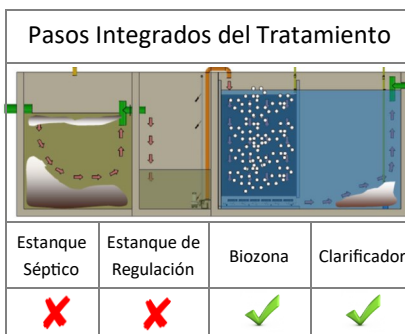 Pasos Integrados del Tratamiento
Estanque Séptico
Estanque de Regulación
Biozona
Clarificador